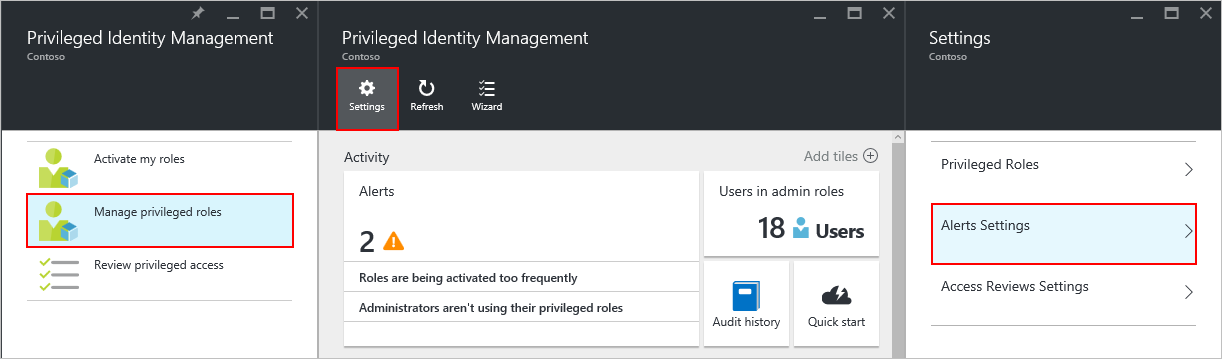 Privileged Identity Management
Contoso
Activate my roles
Manage privileged roles
Review privileged access
Privileged Identity Management
Contoso
Settings
Refresh
Wizard
Activity
Add tiles
Alerts
2
Roles are being activated too frequently
Administrators aren't using their privileged roles
Users in admin roles
18 Users
Audit history
Quick start
Settings
Contoso
Privileged Roles
Alerts Settings
Access Reviews Settings